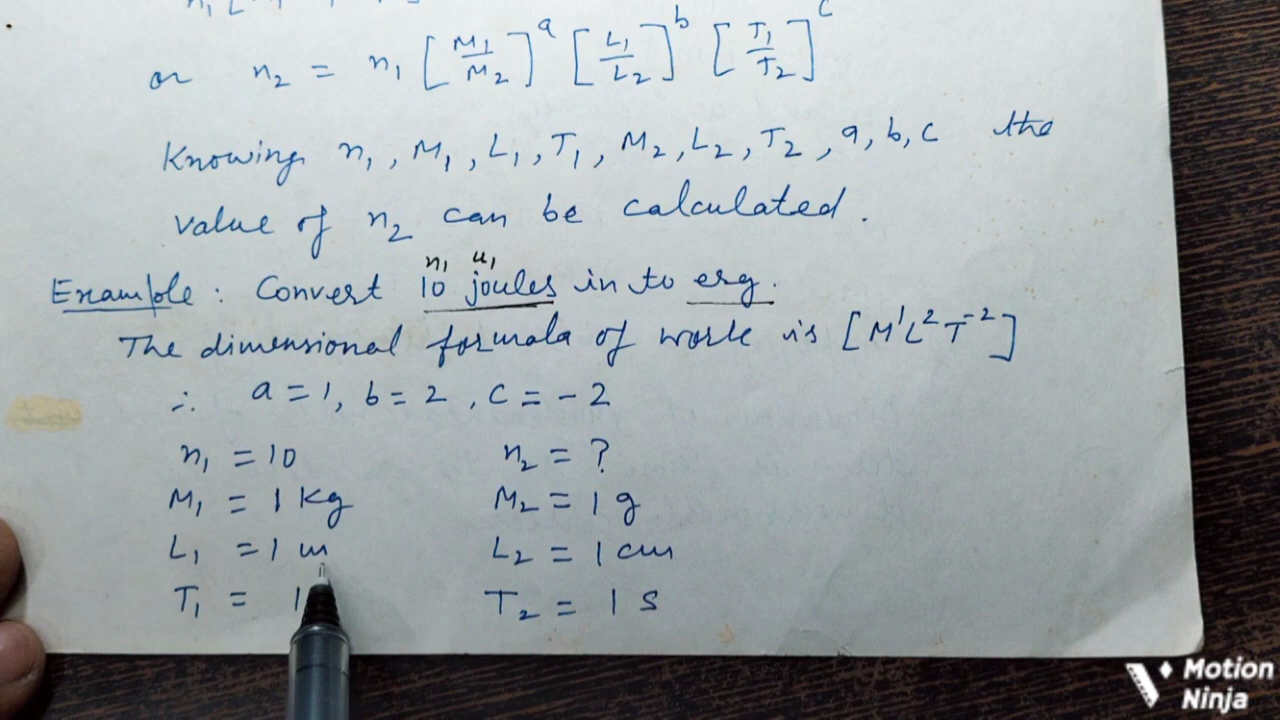 n₁ [M₁
or n₂ = n₁ [M₁/M₂]ᵃ [L₁/L₂]ᵇ [T₁/T₂]ᶜ
Knowing n₁, M₁, L₁, T₁, M₂, L₂, T₂, a, b, c the
value of n₂ can be calculated.
n₁ u₁
Example: Convert 10 joules in to erg.
The dimensional formula of work is [M¹L²T⁻²]
∴ a = 1, b = 2, c = -2
n₁ = 10 n₂ = ?
M₁ = 1 Kg M₂ = 1 g
L₁ = 1 m L₂ = 1 cm
T₁ = 1 T₂ = 1 s
Motion
Ninja